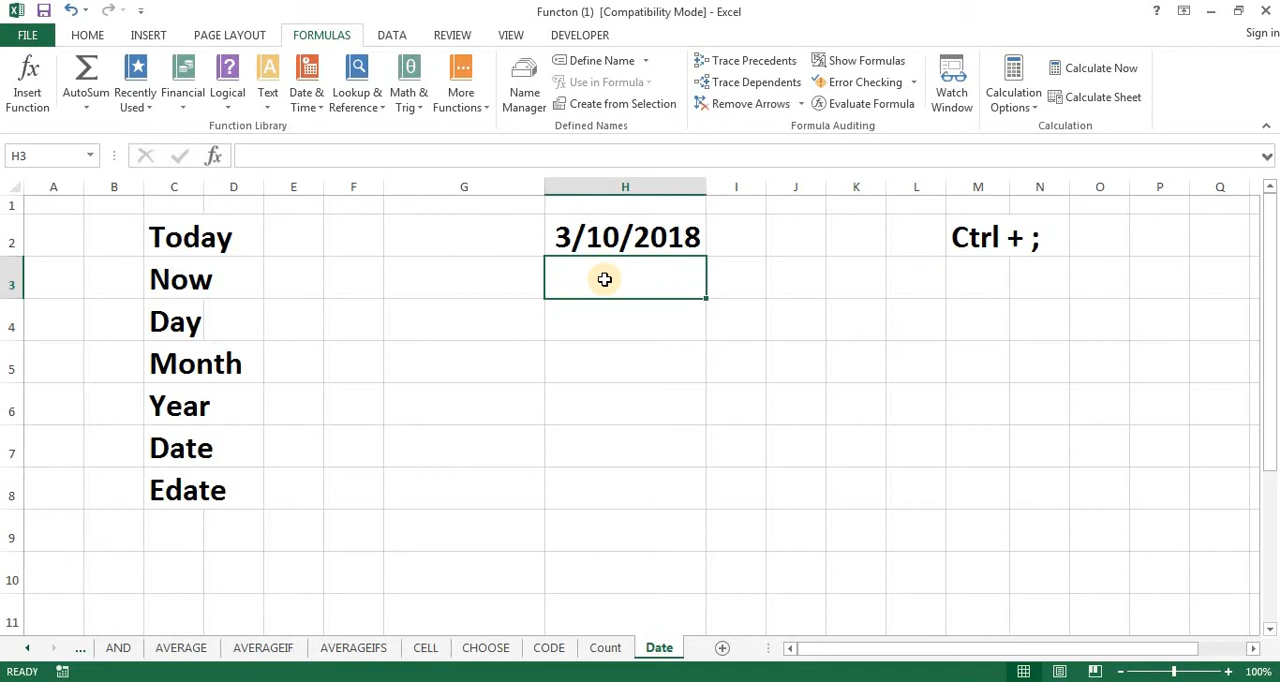 Functon (1) [Compatibility Mode] - Excel
?
Sign in
FILE HOME INSERT PAGE LAYOUT FORMULAS DATA REVIEW VIEW DEVELOPER
fx Insert Function
Σ AutoSum
Recently Used
Financial
Logical
Text
Date & Time
Lookup & Reference
Math & Trig
More Functions
Function Library
Name Manager
Define Name
Use in Formula
Create from Selection
Defined Names
Trace Precedents
Trace Dependents
Remove Arrows
Show Formulas
Error Checking
Evaluate Formula
Formula Auditing
Watch Window
Calculation Options
Calculate Now
Calculate Sheet
Calculation
H3 fx
A B C D E F G H I J K L M N O P Q
1
2 Today 3/10/2018 Ctrl + ;
3 Now
4 Day
5 Month
6 Year
7 Date
8 Edate
9
10
11
... AND AVERAGE AVERAGEIF AVERAGEIFS CELL CHOOSE CODE Count Date
READY 100%